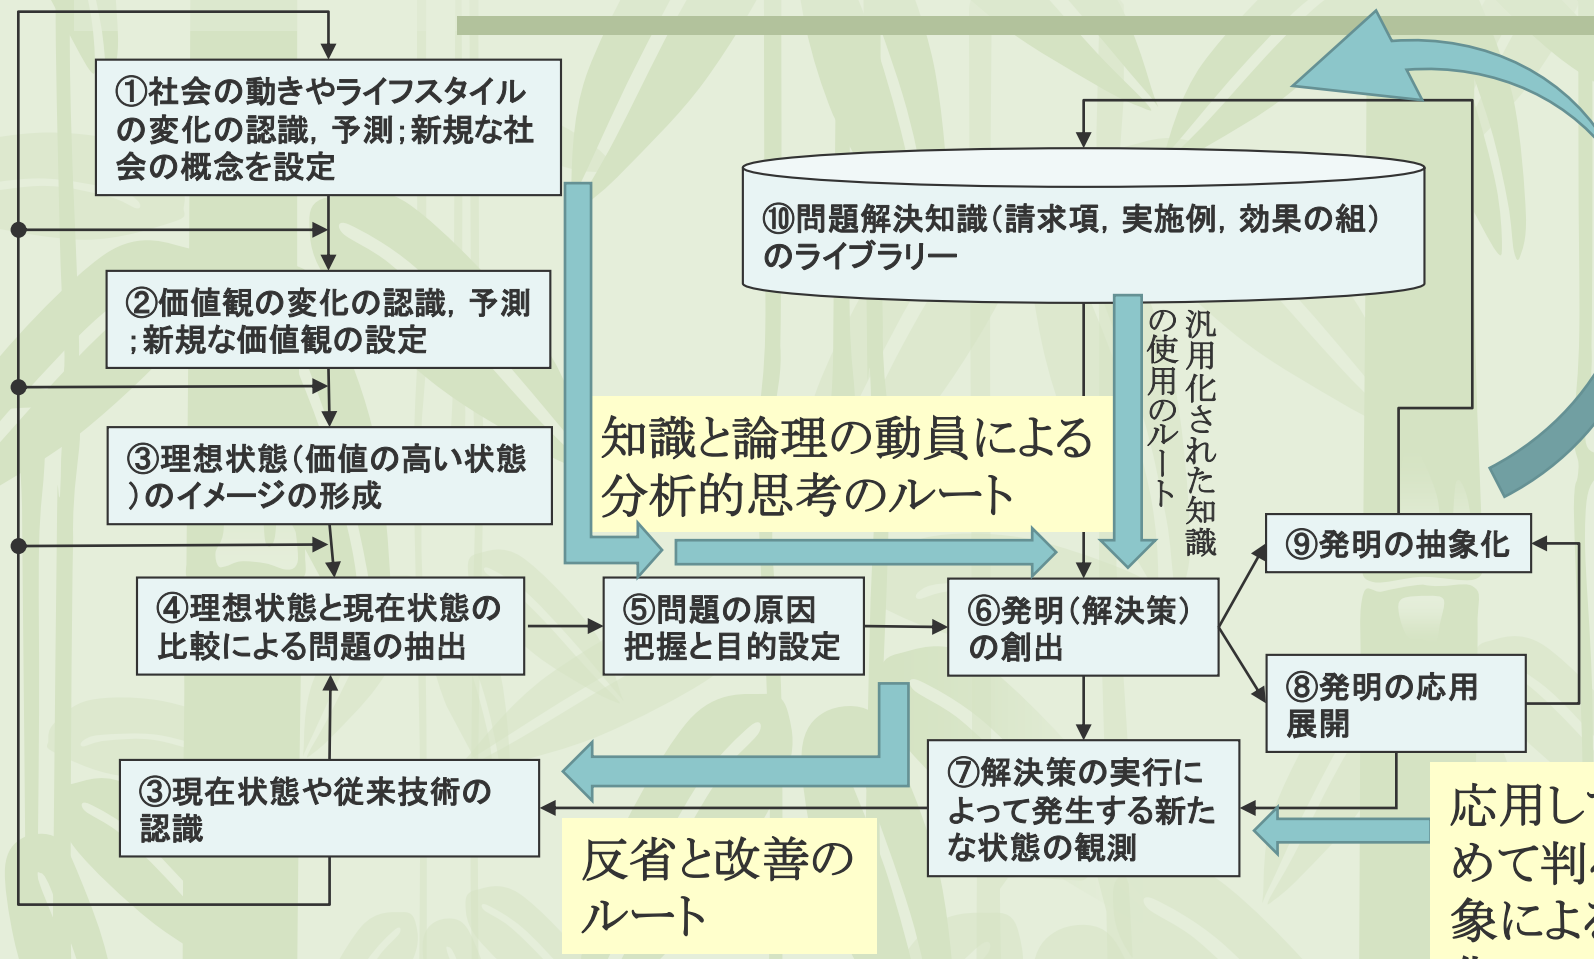 ①社会の動きやライフスタイル
の変化の認識，予測；新規な社
会の概念を設定
②価値観の変化の認識，予測
；新規な価値観の設定
③理想状態（価値の高い状態
）のイメージの形成
④理想状態と現在状態の
比較による問題の抽出
③現在状態や従来技術の
認識
知識と論理の動員による
分析的思考のルート
⑤問題の原因
把握と目的設定
反省と改善の
ルート
⑩問題解決知識（請求項，実施例，効果の組）
のライブラリー
汎用化された知識
の使用のルート
⑥発明（解決策）
の創出
⑦解決策の実行に
よって発生する新た
な状態の観測
⑨発明の抽象化
⑧発明の応用
展開
応用し
めて判
象によ